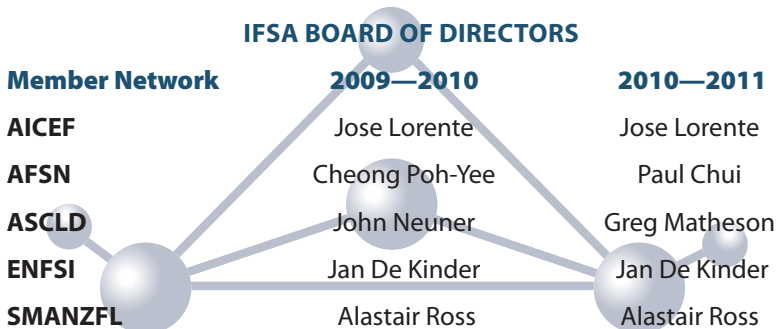 IFSA BOARD OF DIRECTORS
Member Network 2009—2010 2010—2011
AICEF Jose Lorente Jose Lorente
AFSN Cheong Poh-Yee Paul Chui
ASCLD John Neuner Greg Matheson
ENFSI Jan De Kinder Jan De Kinder
SMANZFL Alastair Ross Alastair Ross